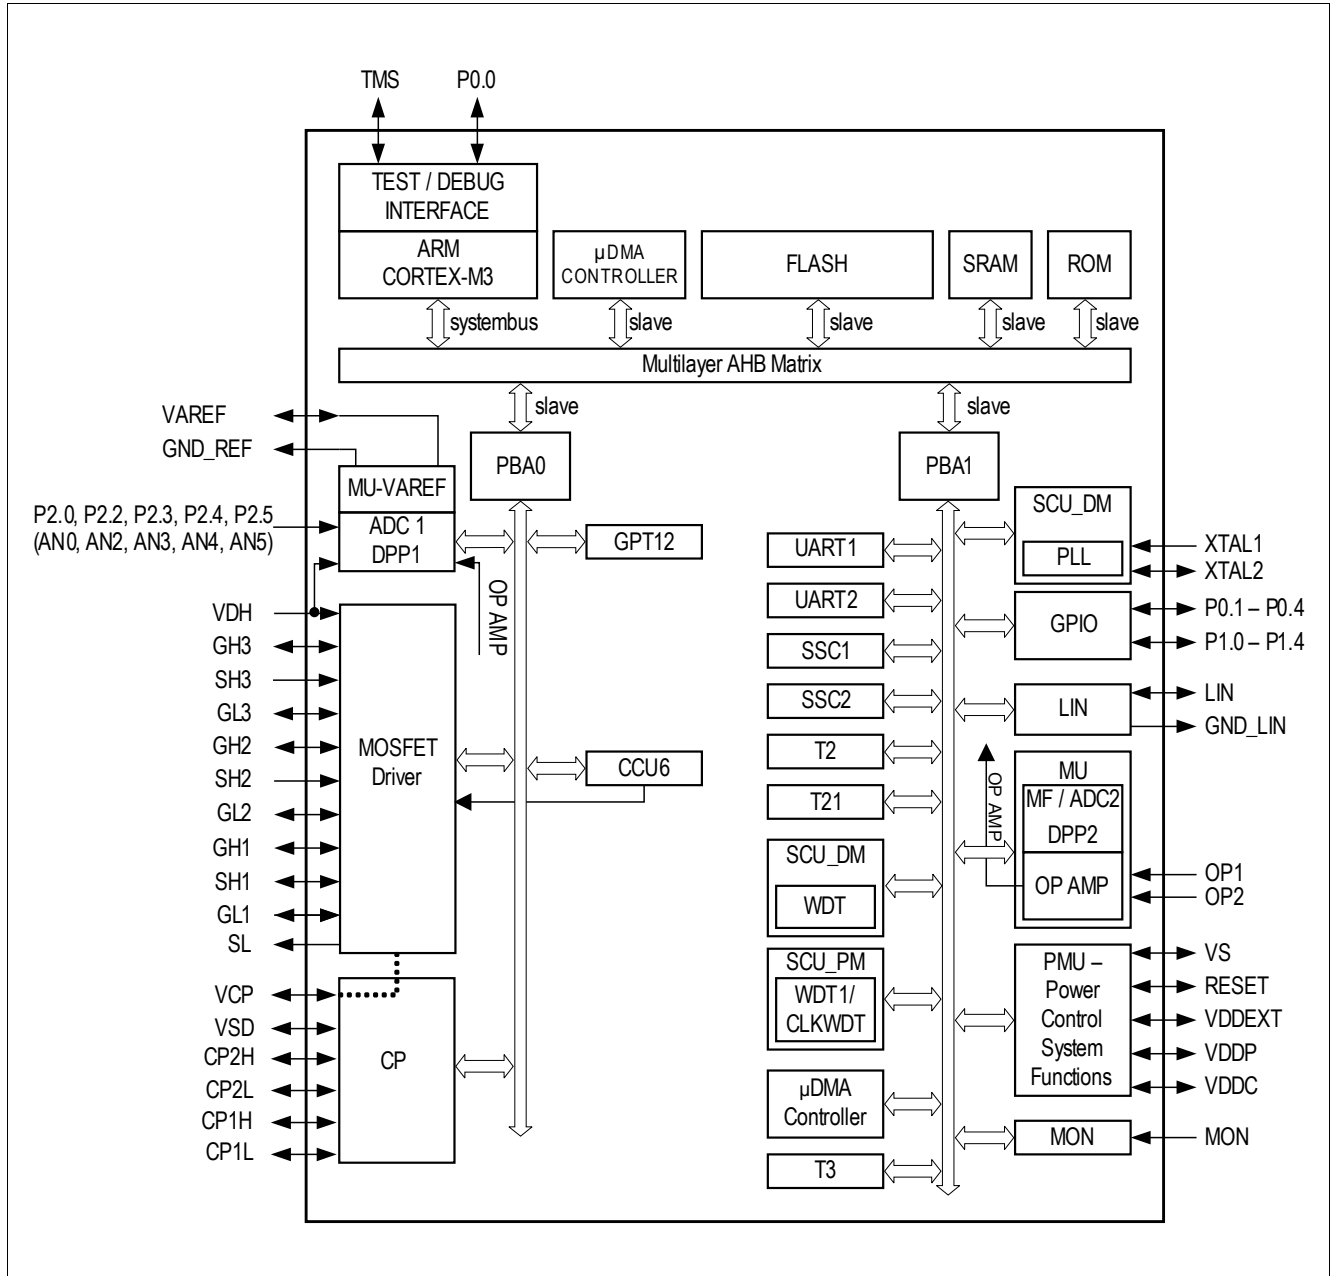 TMS P0.0
TEST / DEBUG
INTERFACE
ARM
CORTEX-M3
µDMA
CONTROLLER
FLASH
SRAM
ROM
systembus
slave
slave
slave
slave
Multilayer AHB Matrix
slave
slave
VAREF
GND_REF
PBA0
PBA1
MU-VAREF
ADC 1
DPP1
P2.0, P2.2, P2.3, P2.4, P2.5
(AN0, AN2, AN3, AN4, AN5)
GPT12
OP AMP
VDH
GH3
SH3
GL3
GH2
SH2
GL2
GH1
SH1
GL1
SL
MOSFET
Driver
CCU6
VCP
VSD
CP2H
CP2L
CP1H
CP1L
CP
UART1
UART2
SSC1
SSC2
T2
T21
SCU_DM
WDT
SCU_PM
WDT1/
CLKWDT
µDMA
Controller
T3
SCU_DM
PLL
XTAL1
XTAL2
GPIO
P0.1 – P0.4
P1.0 – P1.4
LIN
LIN
GND_LIN
OP AMP
MU
MF / ADC2
DPP2
OP AMP
OP1
OP2
PMU –
Power
Control
System
Functions
VS
RESET
VDDEXT
VDDP
VDDC
MON
MON